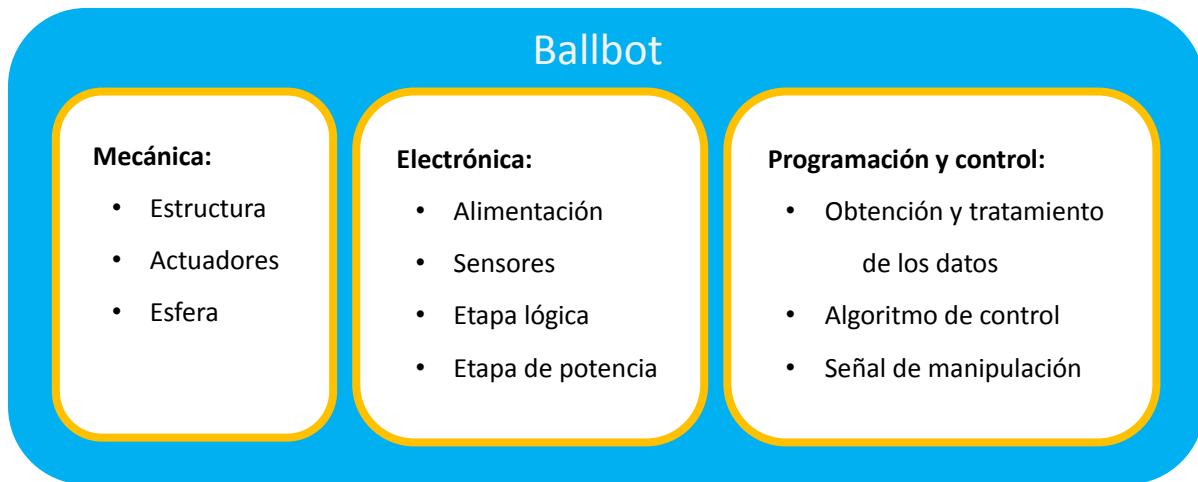 Ballbot
Mecánica:
• Estructura
• Actuadores
• Esfera
Electrónica:
• Alimentación
• Sensores
• Etapa lógica
• Etapa de potencia
Programación y control:
• Obtención y tratamiento
de los datos
• Algoritmo de control
• Señal de manipulación